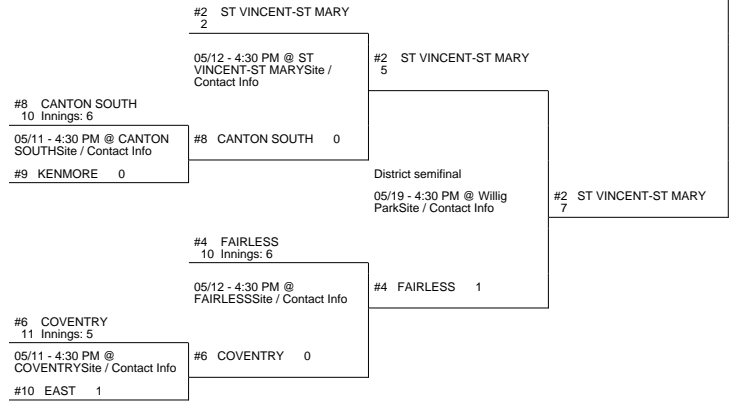 #2 ST VINCENT-ST MARY
2
05/12 - 4:30 PM @ ST
VINCENT-ST MARYSite /
Contact Info
#2 ST VINCENT-ST MARY
5
#8 CANTON SOUTH
10 Innings: 6
05/11 - 4:30 PM @ CANTON
SOUTHSite / Contact Info
#8 CANTON SOUTH 0
#9 KENMORE 0
District semifinal
05/19 - 4:30 PM @ Willig
ParkSite / Contact Info
#2 ST VINCENT-ST MARY
7
#4 FAIRLESS
10 Innings: 6
05/12 - 4:30 PM @
FAIRLESSSite / Contact Info
#4 FAIRLESS 1
#6 COVENTRY
11 Innings: 5
05/11 - 4:30 PM @
COVENTRYSite / Contact Info
#6 COVENTRY 0
#10 EAST 1